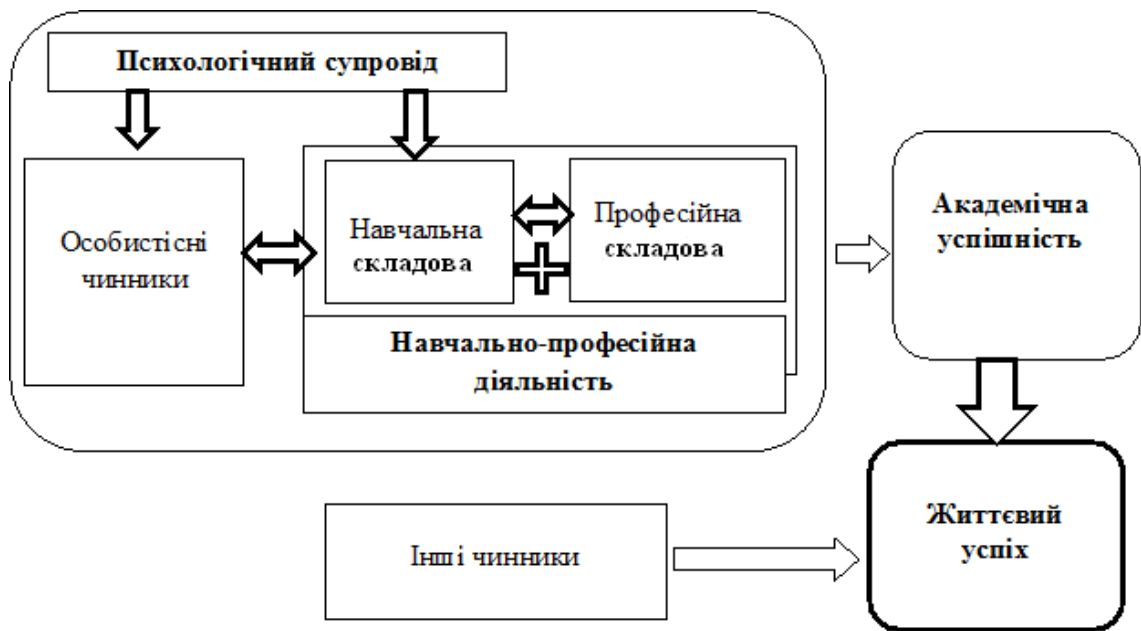 Психологічний супровід
Особистісні
чинники
Навчальна
складова
Професійна
складова
Навчально-професійна
діяльність
Академічна
успішність
Інші чинники
Життєвий
успіх